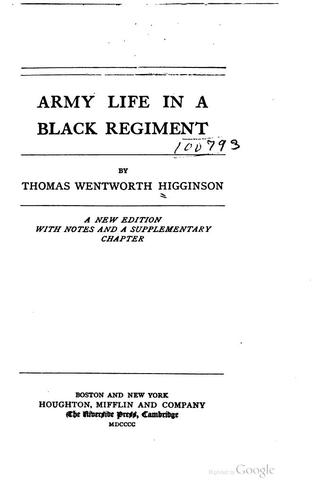 ARMY LIFE IN A
BLACK REGIMENT
100793
BY
THOMAS WENTWORTH HIGGINSON
A NEW EDITION
WITH NOTES AND A SUPPLEMENTARY
CHAPTER
BOSTON AND NEW YORK
HOUGHTON, MIFFLIN AND COMPANY
The Riverside Press, Cambridge
MDCCCC
Digitized by Google